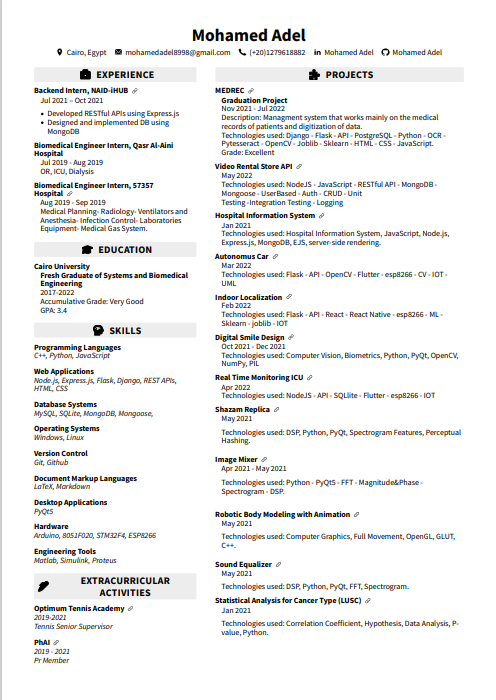 Mohamed Adel
Cairo, Egypt mohamedadel8998@gmail.com (+20)1279618882 Mohamed Adel Mohamed Adel
EXPERIENCE
Backend Intern, NAID-iHUB
Jul 2021 – Oct 2021
• Developed RESTful APIs using Express.js
• Designed and implemented DB using
MongoDB
Biomedical Engineer Intern, Qasr Al-Aini
Hospital
Jul 2019 - Aug 2019
OR, ICU, Dialysis
Biomedical Engineer Intern, 57357
Hospital
Aug 2019 - Sep 2019
Medical Planning- Radiology- Ventilators and
Anesthesia- Infection Control- Laboratories
Equipment- Medical Gas System.
EDUCATION
Cairo University
Fresh Graduate of Systems and Biomedical
Engineering
2017-2022
Accumulative Grade: Very Good
GPA: 3.4
SKILLS
Programming Languages
C++, Python, JavaScript
Web Applications
Node.js, Express.js, Flask, Django, REST APIs,
HTML, CSS
Database Systems
MySQL, SQLite, MongoDB, Mongoose,
Operating Systems
Windows, Linux
Version Control
Git, Github
Document Markup Languages
LaTeX, Markdown
Desktop Applications
PyQt5
Hardware
Arduino, 8051F020, STM32F4, ESP8266
Engineering Tools
Matlab, Simulink, Proteus
EXTRACURRICULAR
ACTIVITIES
Optimum Tennis Academy
2019-2021
Tennis Senior Supervisor
PhAI
2019 - 2021
Pr Member
PROJECTS
MEDREC
Graduation Project
Nov 2021 - Jul 2022
Description: Managment system that works mainly on the medical
records of patients and digitization of data.
Technologies used: Django - Flask - API - PostgreSQL - Python - OCR -
Pytesseract - OpenCV - Joblib - Sklearn - HTML - CSS - JavaScript.
Grade: Excellent
Video Rental Store API
May 2022
Technologies used: NodeJS - JavaScript - RESTful API - MongoDB -
Mongoose - UserBased - Auth - CRUD - Unit
Testing -Integration Testing - Logging
Hospital Information System
Jan 2021
Technologies used: Hospital Information System, JavaScript, Node.js,
Express.js, MongoDB, EJS, server-side rendering.
Autonomus Car
Mar 2022
Technologies used: Flask - API - OpenCV - Flutter - esp8266 - CV - IOT -
UML
Indoor Localization
Feb 2022
Technologies used: Flask - API - React - React Native - esp8266 - ML -
Sklearn - joblib - IOT
Digital Smile Design
Oct 2021 - Dec 2021
Technologies used: Computer Vision, Biometrics, Python, PyQt, OpenCV,
NumPy, PIL
Real Time Monitoring ICU
Apr 2022
Technologies used: NodeJS - API - SQLlite - Flutter - esp8266 - IOT
Shazam Replica
May 2021
Technologies used: DSP, Python, PyQt, Spectrogram Features, Perceptual
Hashing.
Image Mixer
Apr 2021 - May 2021
Technologies used: Python - PyQt5 - FFT - Magnitude&Phase -
Spectrogram - DSP.
Robotic Body Modeling with Animation
May 2021
Technologies used: Computer Graphics, Full Movement, OpenGL, GLUT,
C++.
Sound Equalizer
May 2021
Technologies used: DSP, Python, PyQt, FFT, Spectrogram.
Statistical Analysis for Cancer Type (LUSC)
Jan 2021
Technologies used: Correlation Coefficient, Hypothesis, Data Analysis, P-
value, Python.